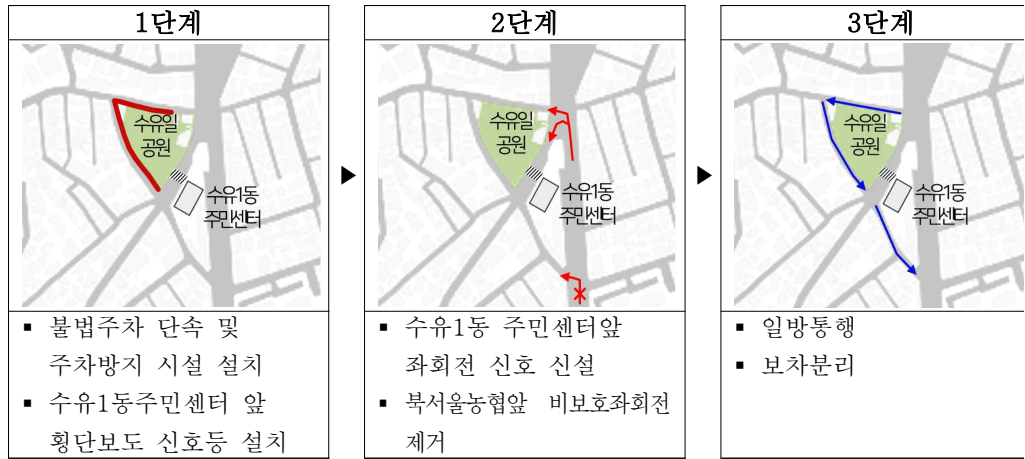 1단계
수유일
공원
수유1동
주민센터
▪ 불법주차 단속 및
주차방지 시설 설치
▪ 수유1동주민센터 앞
횡단보도 신호등 설치
▶
2단계
수유일
공원
수유1동
주민센터
▪ 수유1동 주민센터앞
좌회전 신호 신설
▪ 북서울농협앞 비보호좌회전
제거
▶
3단계
수유일
공원
수유1동
주민센터
▪ 일방통행
▪ 보차분리